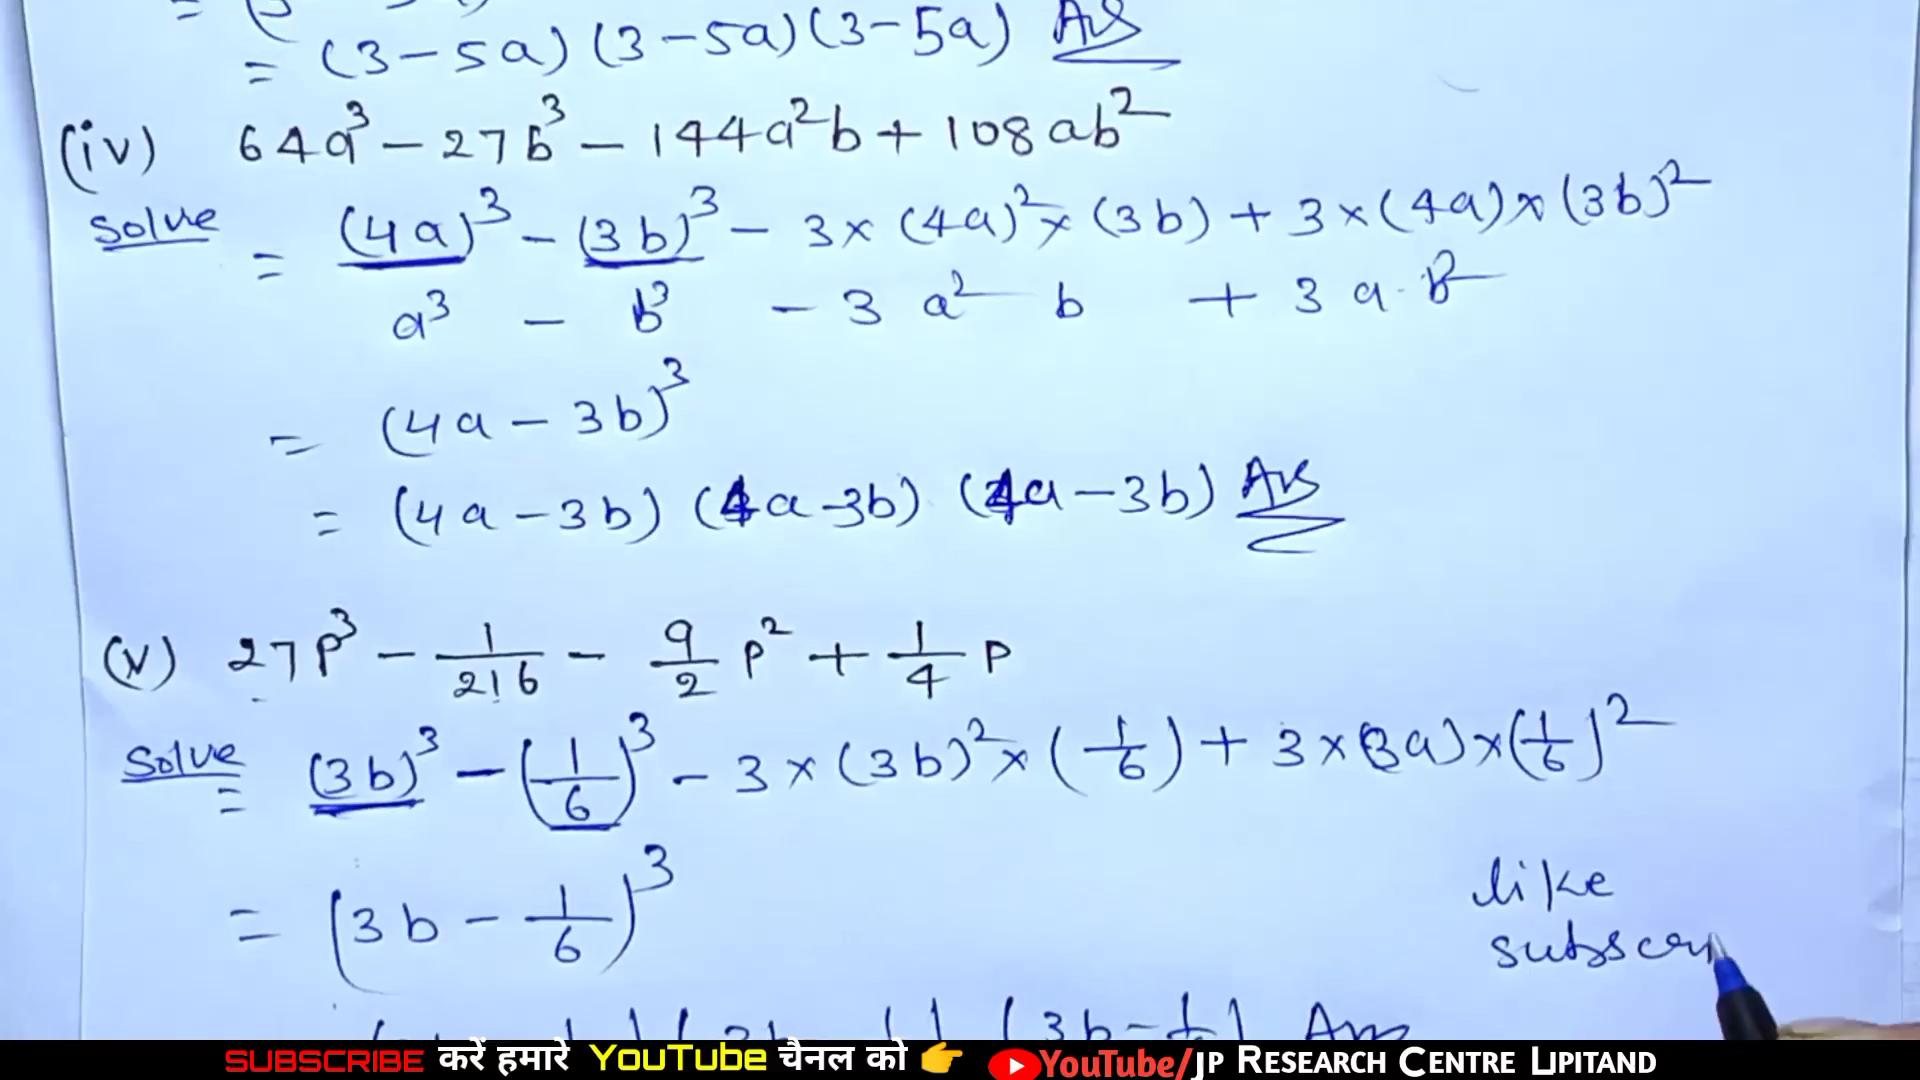 = (3-5a) (3-5a) (3-5a) Ans
(iv) 64a³ - 27b³ - 144a²b + 108ab²
Solve
= (4a)³ - (3b)³ - 3 × (4a)² × (3b) + 3 × (4a) × (3b)²
a³ - b³ - 3 a² b + 3 a. b²
= (4a - 3b)³
= (4a - 3b) (4a - 3b) (4a - 3b) Ans
(v) 27p³ - 1/216 - 9/2 p² + 1/4 p
Solve
= (3b)³ - (1/6)³ - 3 × (3b)² × (1/6) + 3 × (3a) × (1/6)²
= (3b - 1/6)³
like
subscri
(3b - 1/6) Ans
SUBSCRIBE करें हमारे YouTube चैनल को 👉 YouTube/JP RESEARCH CENTRE LIPITAND